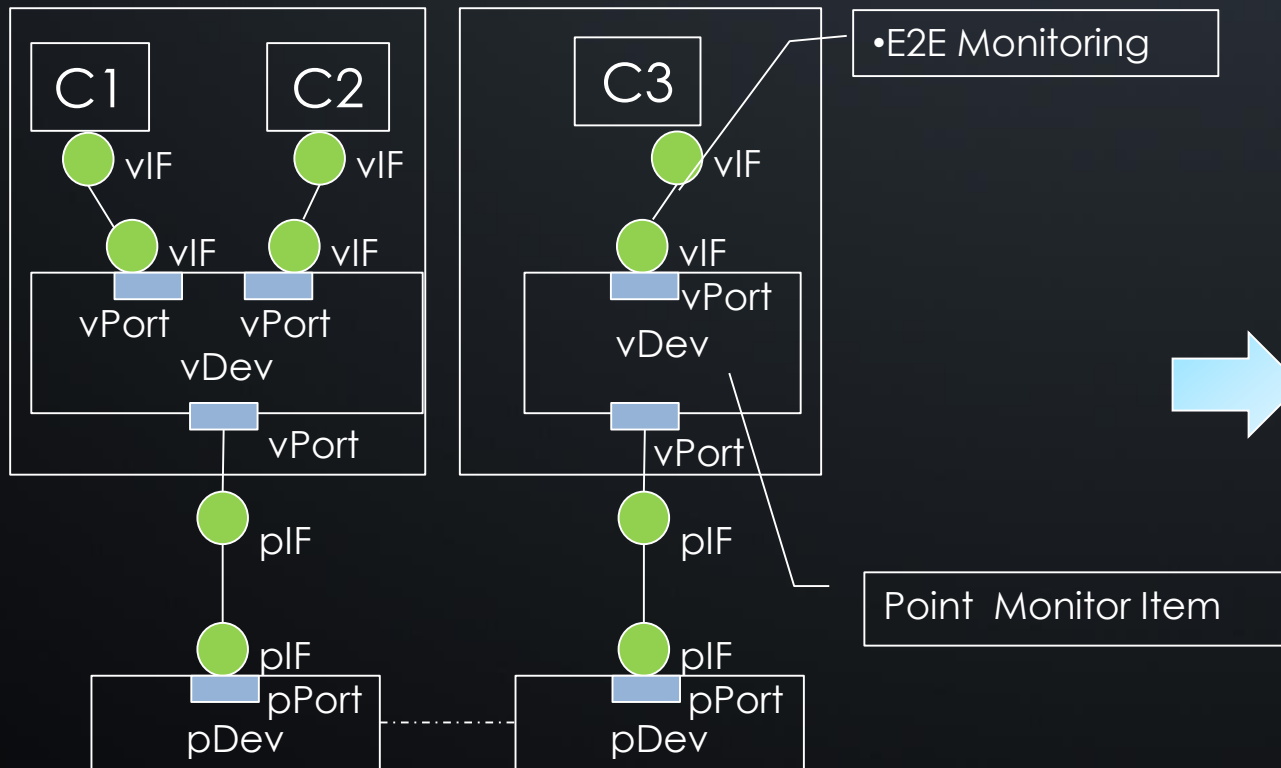 C1
C2
C3
•E2E Monitoring
vIF
vIF
vIF
vIF
vIF
vIF
vPort
vPort
vPort
vDev
vDev
vPort
vPort
pIF
pIF
Point Monitor Item
pIF
pIF
pPort
pPort
pDev
pDev